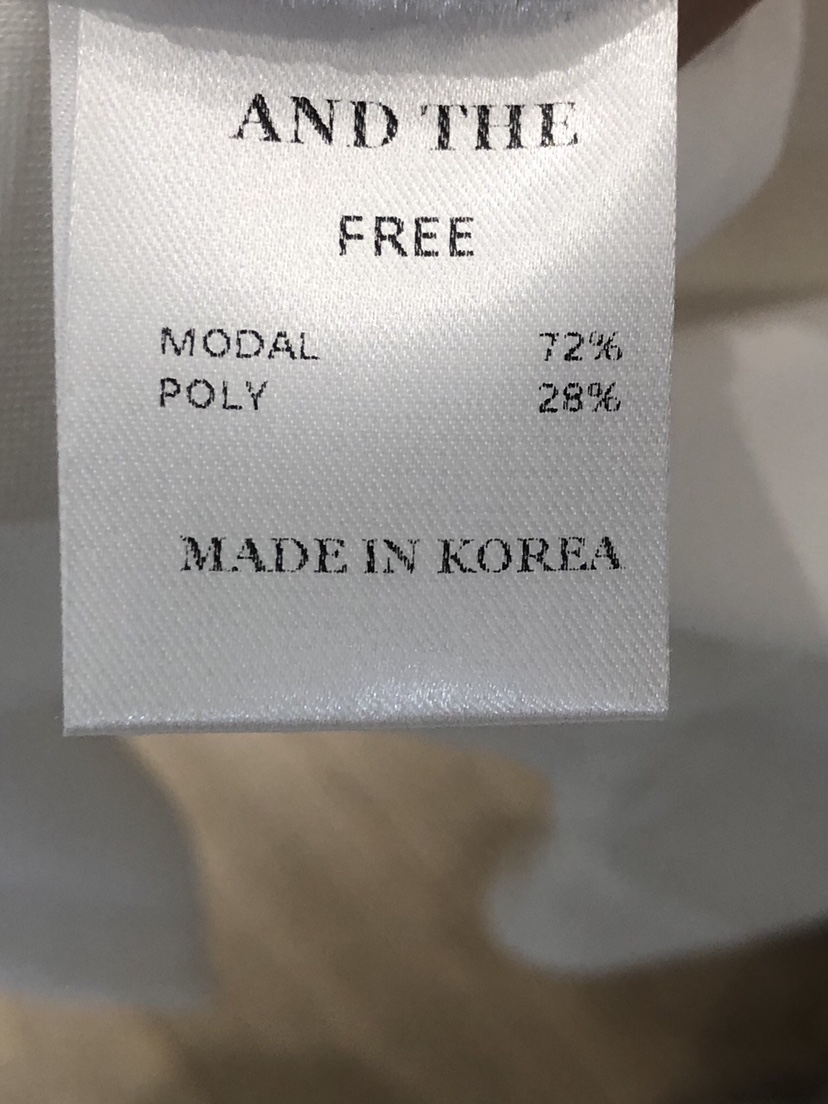 AND THE
FREE
MODAL 72%
POLY 28%
MADE IN KOREA